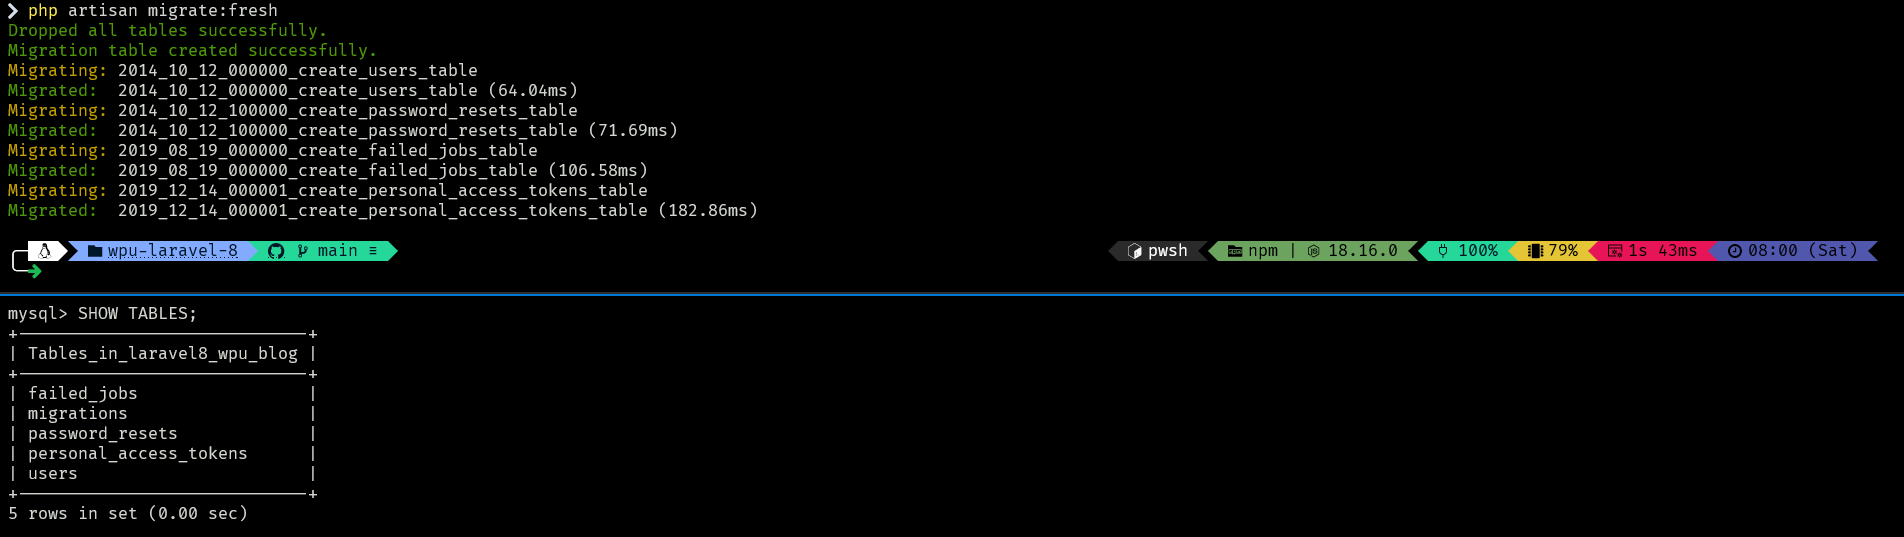 ❯ php artisan migrate:fresh
Dropped all tables successfully.
Migration table created successfully.
Migrating: 2014_10_12_000000_create_users_table
Migrated:  2014_10_12_000000_create_users_table (64.04ms)
Migrating: 2014_10_12_100000_create_password_resets_table
Migrated:  2014_10_12_100000_create_password_resets_table (71.69ms)
Migrating: 2019_08_19_000000_create_failed_jobs_table
Migrated:  2019_08_19_000000_create_failed_jobs_table (106.58ms)
Migrating: 2019_12_14_000001_create_personal_access_tokens_table
Migrated:  2019_12_14_000001_create_personal_access_tokens_table (182.86ms)
wpu-laravel-8 main ≡ pwsh npm | 18.16.0 100% 79% 1s 43ms 08:00 (Sat)
mysql> SHOW TABLES;
+-----------------------------+
| Tables_in_laravel8_wpu_blog |
+-----------------------------+
| failed_jobs                 |
| migrations                  |
| password_resets             |
| personal_access_tokens      |
| users                       |
+-----------------------------+
5 rows in set (0.00 sec)